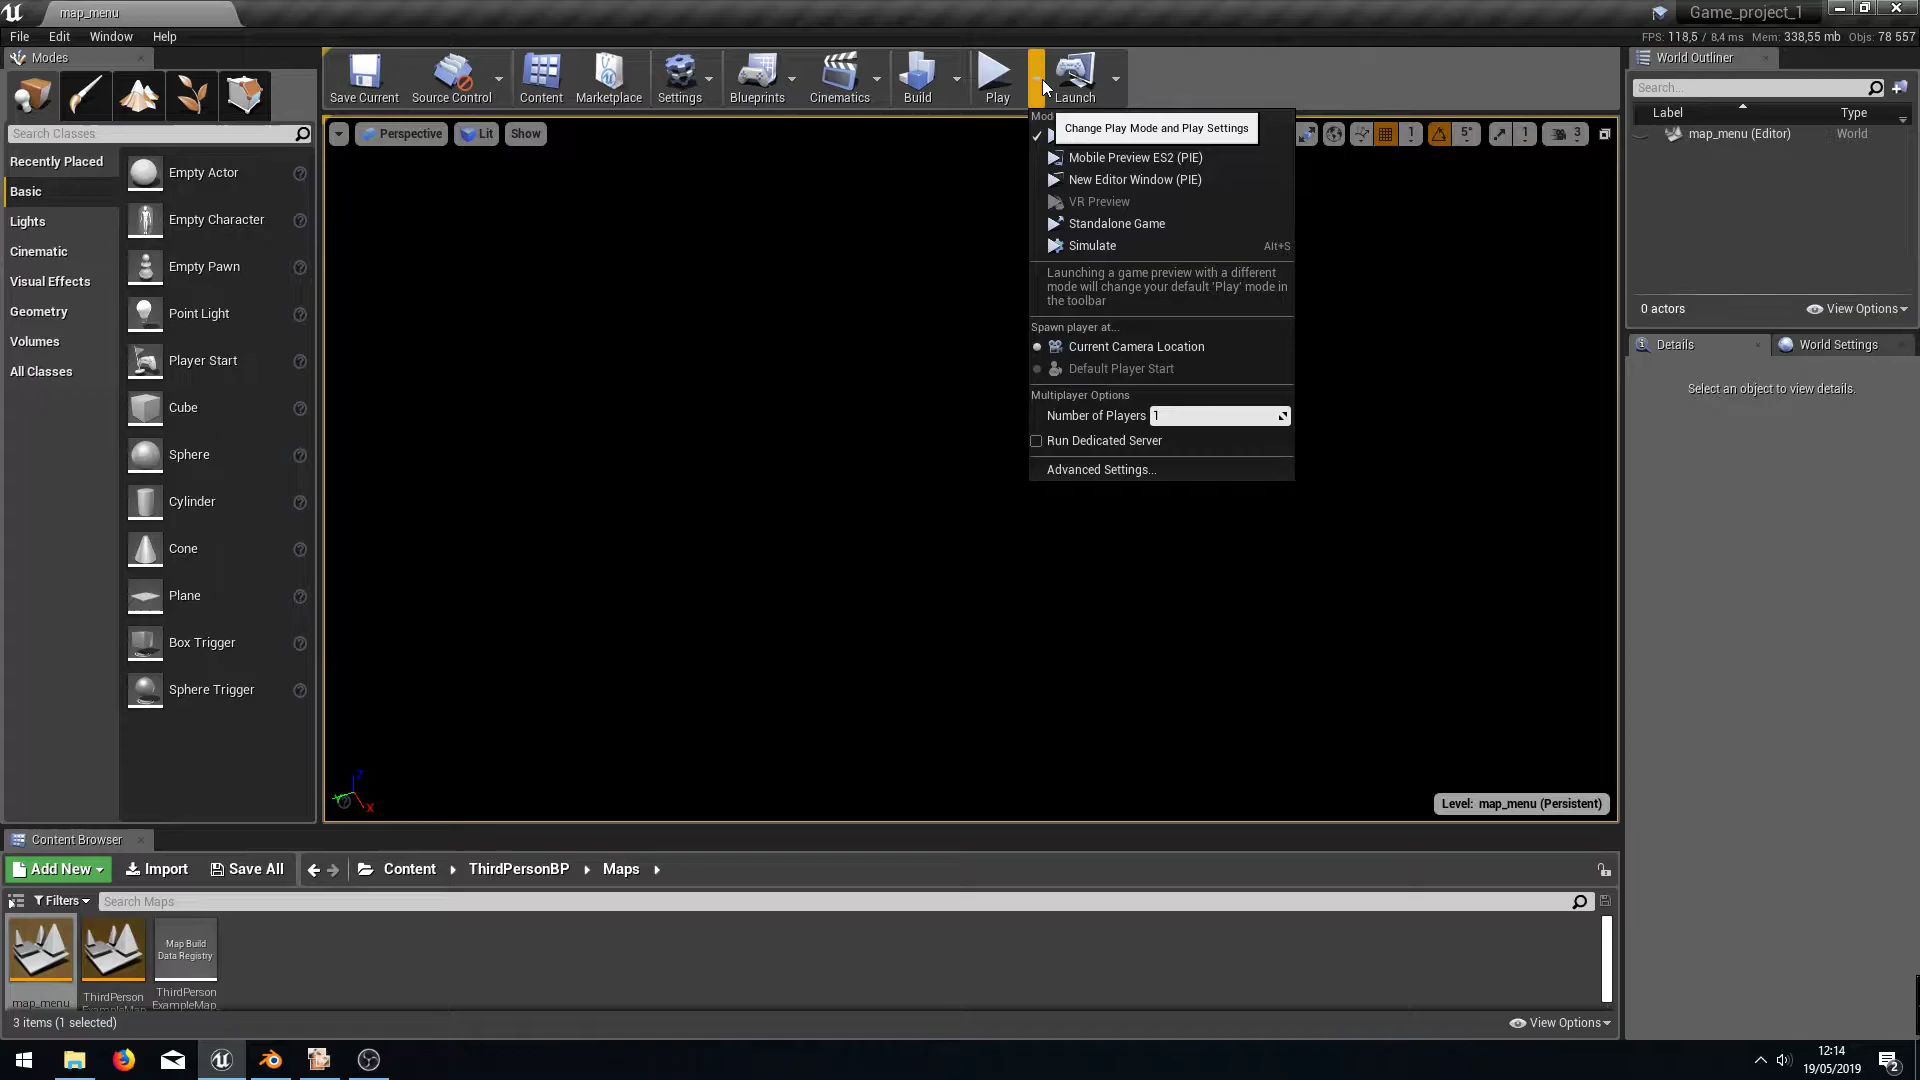 map_menu
Game_project_1
File Edit Window Help
FPS: 118,5 / 8,4 ms Mem: 338,55 mb Objs: 78 557
Modes
Save Current
Source Control
Content
Marketplace
Settings
Blueprints
Cinematics
Build
Play
Launch
World Outliner
Search...
Label
Type
map_menu (Editor)
World
0 actors
View Options
Details
World Settings
Select an object to view details.
Search Classes
Recently Placed
Basic
Lights
Cinematic
Visual Effects
Geometry
Volumes
All Classes
Empty Actor
Empty Character
Empty Pawn
Point Light
Player Start
Cube
Sphere
Cylinder
Cone
Plane
Box Trigger
Sphere Trigger
Perspective
Lit
Show
1
5°
1
3
Change Play Mode and Play Settings
Mobile Preview ES2 (PIE)
New Editor Window (PIE)
VR Preview
Standalone Game
Simulate Alt+S
Launching a game preview with a different
mode will change your default 'Play' mode in
the toolbar
Spawn player at...
Current Camera Location
Default Player Start
Multiplayer Options
Number of Players 1
Run Dedicated Server
Advanced Settings...
Z
X
Level: map_menu (Persistent)
Content Browser
Add New
Import
Save All
Content
ThirdPersonBP
Maps
Filters
Search Maps
map_menu
ThirdPerson
ExampleMap
Map Build
Data Registry
ThirdPerson
ExampleMap_
3 items (1 selected)
View Options
12:14
19/05/2019
2